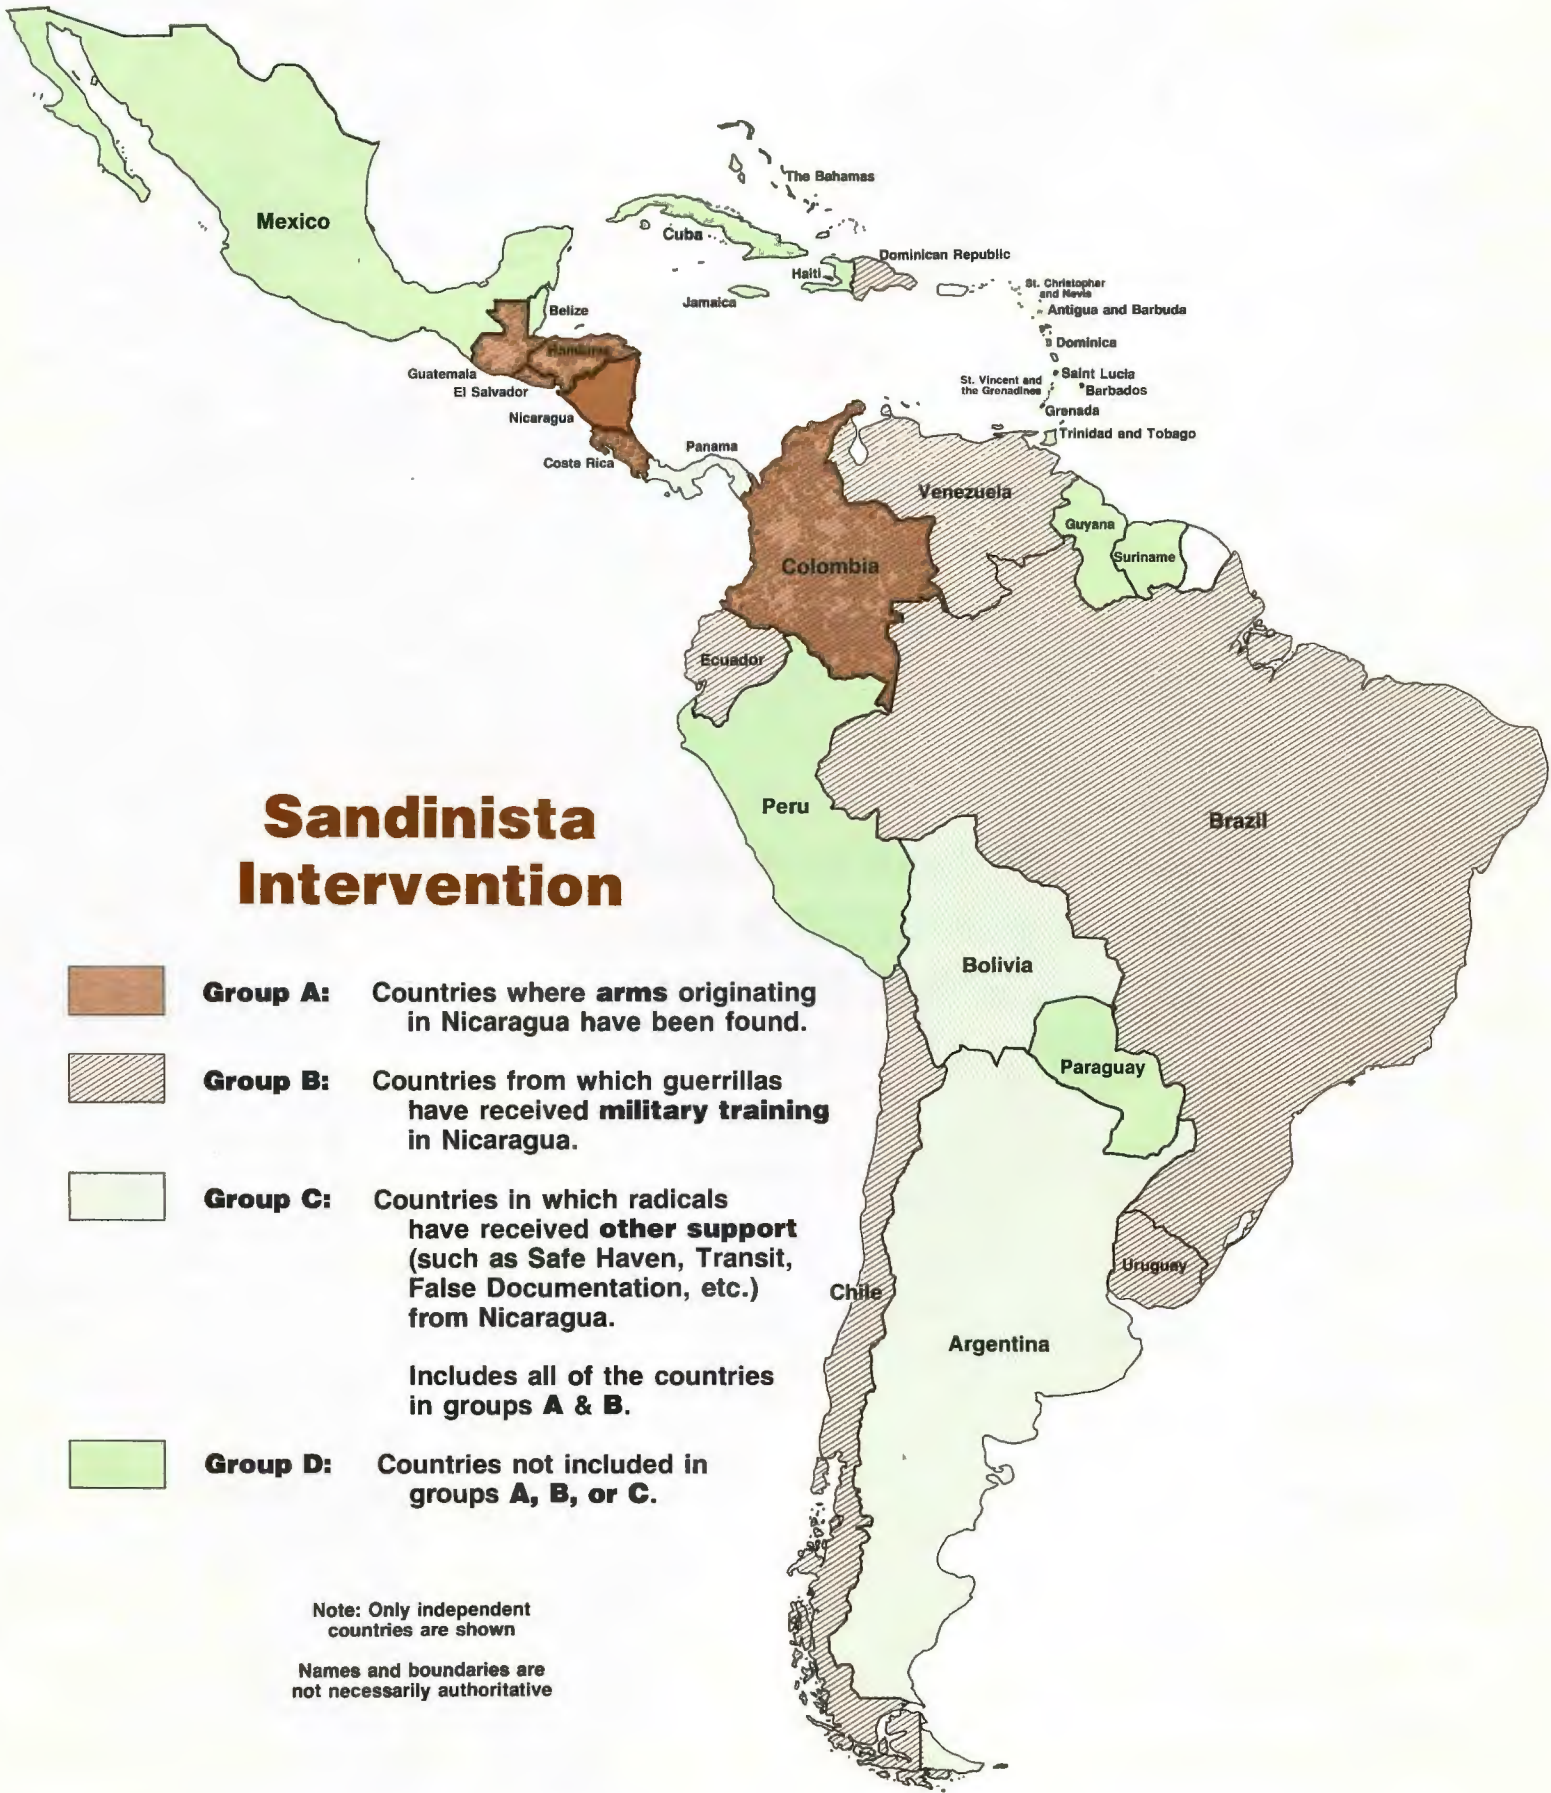 The Bahamas
Mexico
Cuba
Dominican Republic
Haiti
Jamaica
St. Christopher
and Nevis
Antigua and Barbuda
Belize
Dominica
Honduras
Guatemala
El Salvador
Saint Lucia
St. Vincent and
the Grenadines
Barbados
Nicaragua
Grenada
Trinidad and Tobago
Panama
Costa Rica
Venezuela
Guyana
Suriname
Colombia
Ecuador
Peru
Brazil
Sandinista
Intervention
Bolivia
Group A: Countries where arms originating
in Nicaragua have been found.
Paraguay
Group B: Countries from which guerrillas
have received military training
in Nicaragua.
Group C: Countries in which radicals
have received other support
(such as Safe Haven, Transit,
False Documentation, etc.)
from Nicaragua.
Uruguay
Chile
Argentina
Includes all of the countries
in groups A & B.
Group D: Countries not included in
groups A, B, or C.
Note: Only independent
countries are shown
Names and boundaries are
not necessarily authoritative